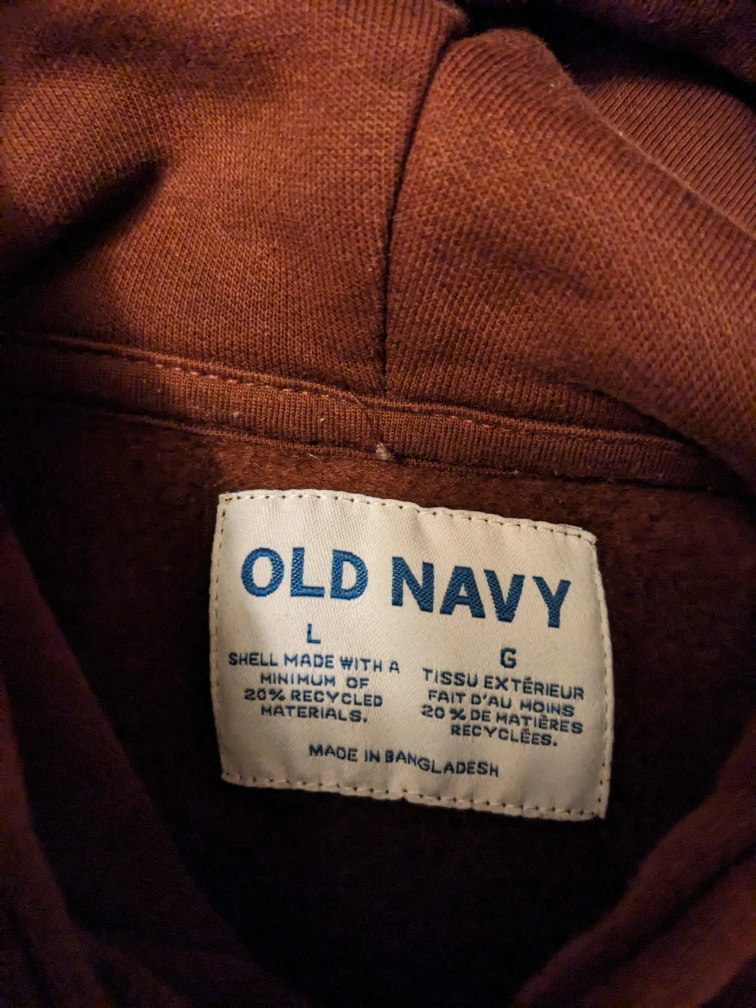 OLD NAVY
L
SHELL MADE WITH A
MINIMUM OF
20% RECYCLED
MATERIALS.
G
TISSU EXTÉRIEUR
FAIT D'AU MOINS
20 % DE MATIÈRES
RECYCLÉES.
MADE IN BANGLADESH